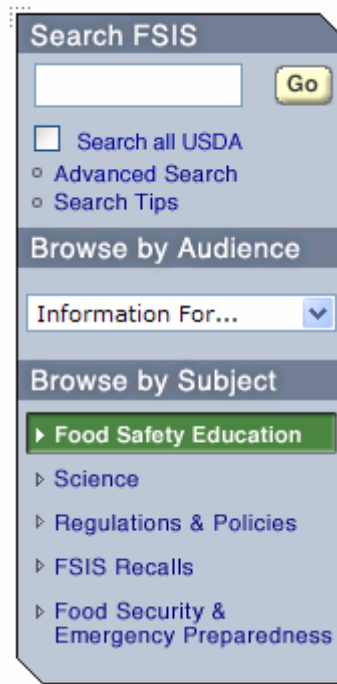 Search FSIS
Go
Search all USDA
Advanced Search
Search Tips
Browse by Audience
Information For...
Browse by Subject
Food Safety Education
Science
Regulations & Policies
FSIS Recalls
Food Security &
Emergency Preparedness